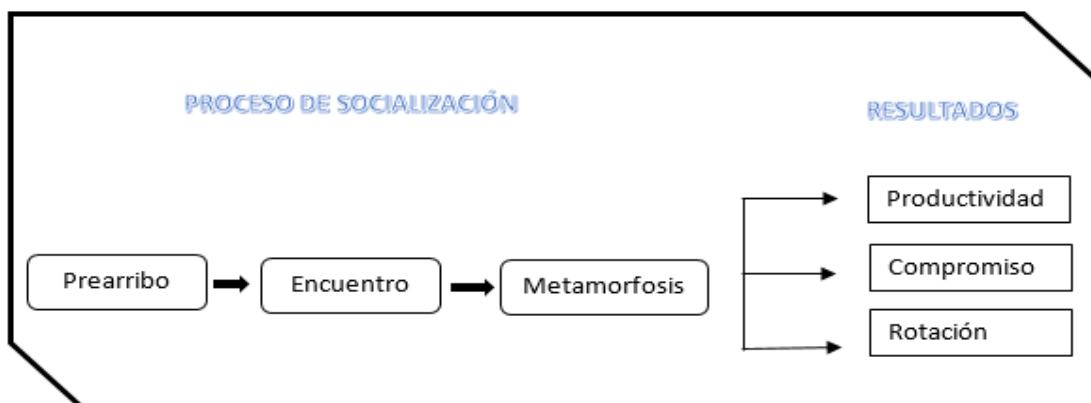 PROCESO DE SOCIALIZACIÓN
RESULTADOS
Prearribo
Encuentro
Metamorfosis
Productividad
Compromiso
Rotación